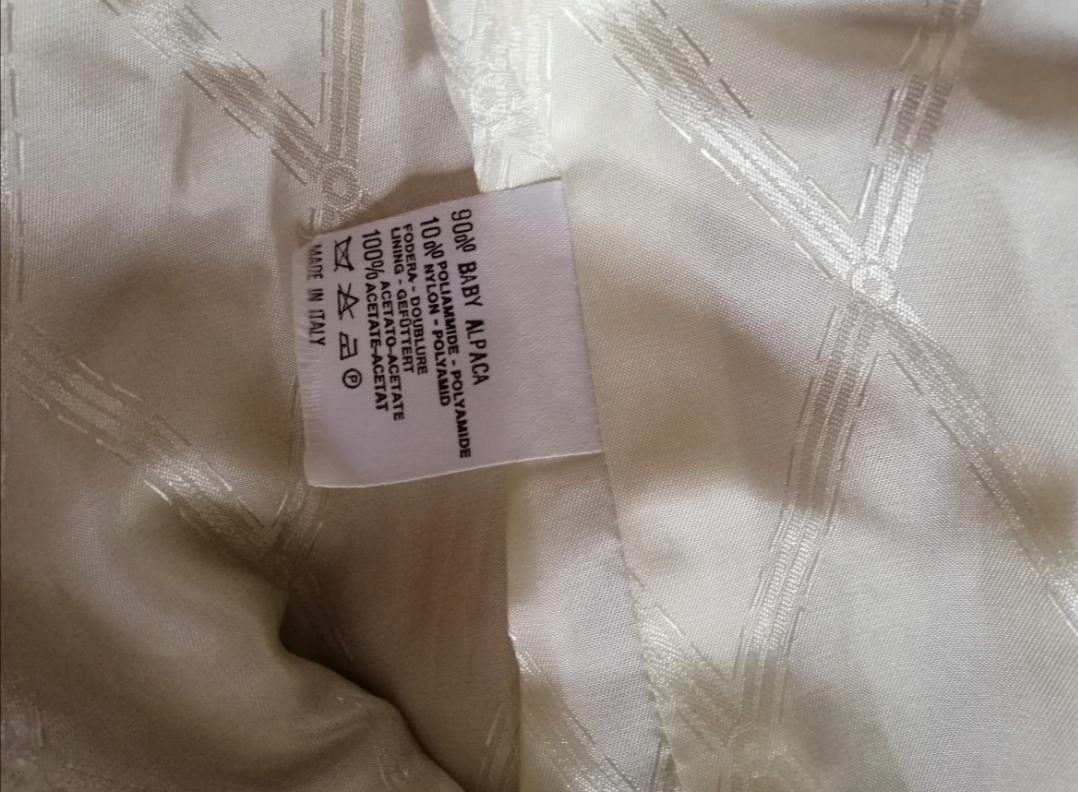 90% BABY ALPACA
10% POLIAMMIDE - POLYAMIDE
NYLON - POLYAMID
FODERA - DOUBLURE
LINING - GEFÜTTERT
100% ACETATO-ACETATE
ACETATE-ACETAT
P
MADE IN ITALY